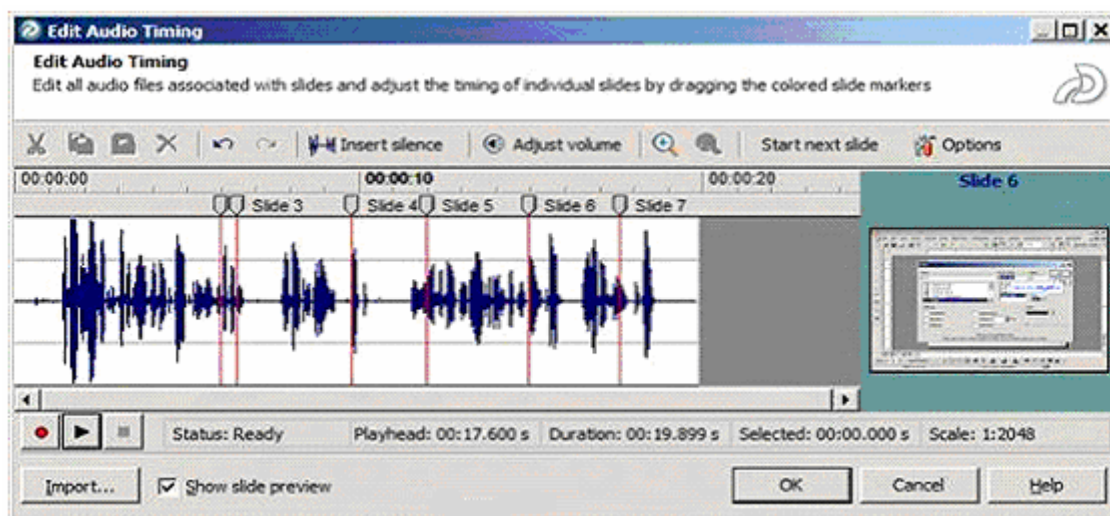 Edit Audio Timing
Edit Audio Timing
Edit all audio files associated with slides and adjust the timing of individual slides by dragging the colored slide markers
Insert silence Adjust volume Start next slide Options
00:00:00 00:00:10 00:00:20 Slide 6
Slide 3 Slide 4 Slide 5 Slide 6 Slide 7
Status: Ready Playhead: 00:17.600 s Duration: 00:19.899 s Selected: 00:00.000 s Scale: 1:2048
Import... Show slide preview OK Cancel Help